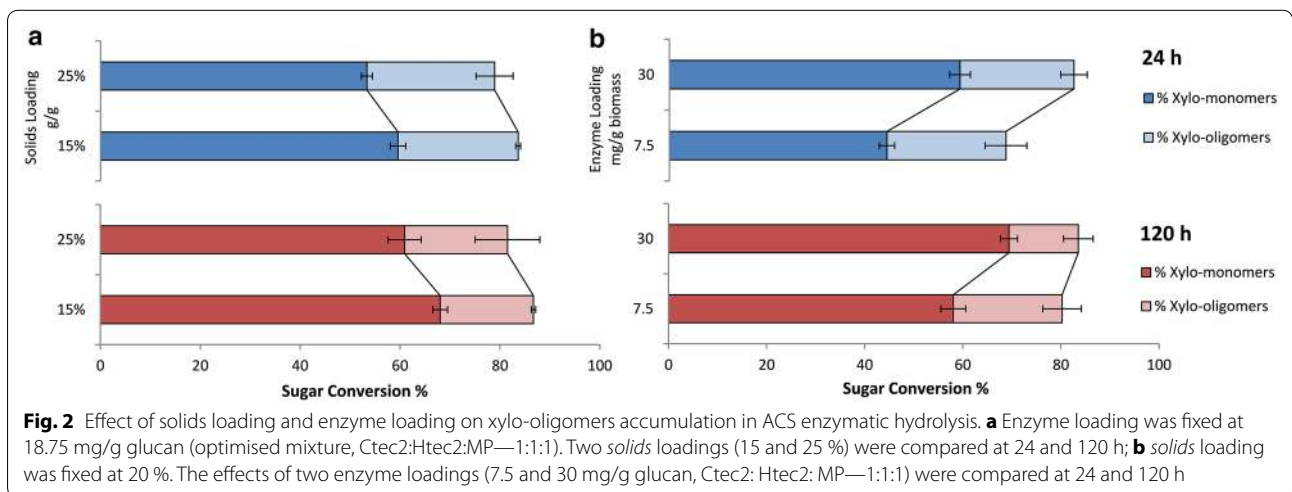 a
Solids Loading
g/g
25%
15%
25%
15%
0 20 40 60 80 100
Sugar Conversion %
b
Enzyme Loading
mg/g biomass
30
7.5
30
7.5
0 20 40 60 80 100
Sugar Conversion %
24 h
% Xylo-monomers
% Xylo-oligomers
120 h
% Xylo-monomers
% Xylo-oligomers
Fig. 2 Effect of solids loading and enzyme loading on xylo-oligomers accumulation in ACS enzymatic hydrolysis. a Enzyme loading was fixed at
18.75 mg/g glucan (optimised mixture, Ctec2:Htec2:MP—1:1:1). Two solids loadings (15 and 25 %) were compared at 24 and 120 h; b solids loading
was fixed at 20 %. The effects of two enzyme loadings (7.5 and 30 mg/g glucan, Ctec2: Htec2: MP—1:1:1) were compared at 24 and 120 h